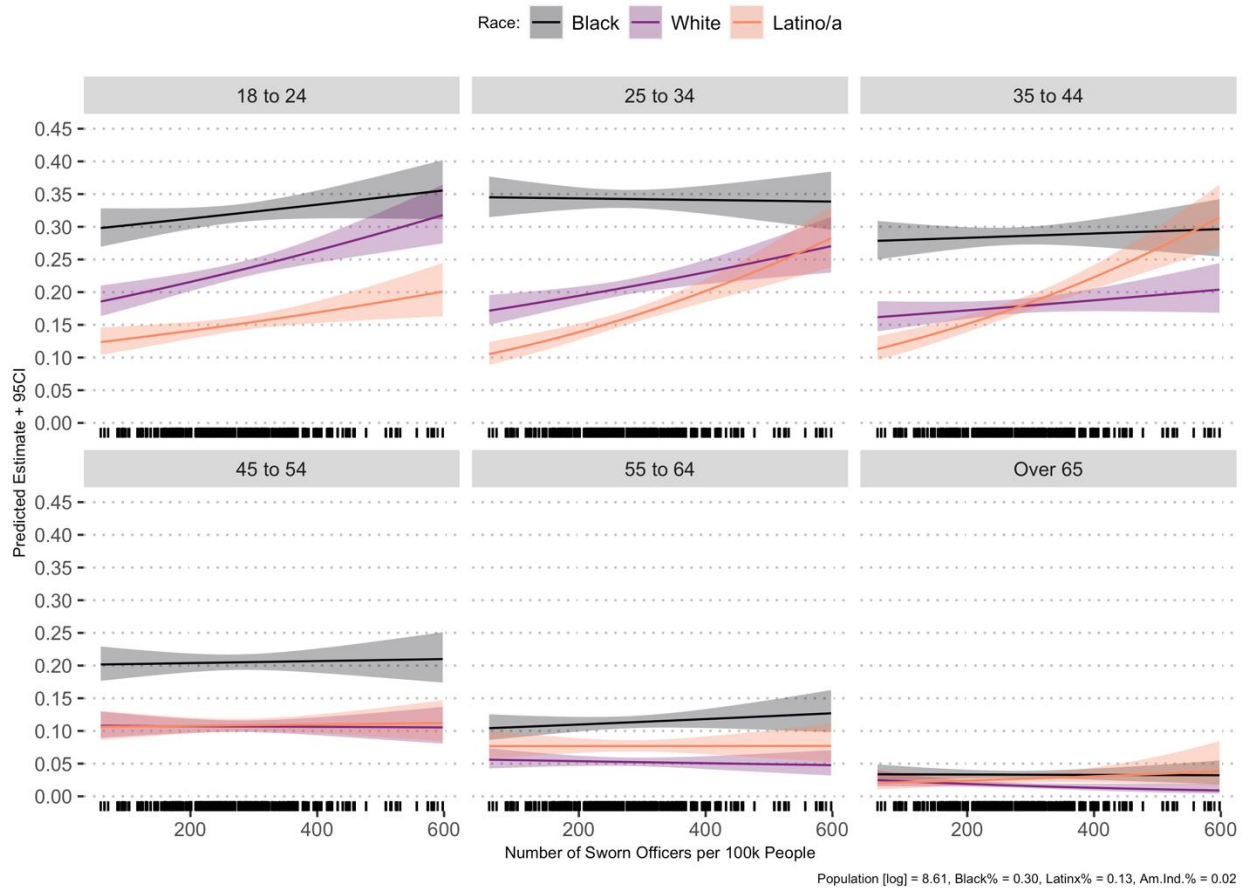 Race: Black White Latino/a
18 to 24 25 to 34 35 to 44
0.45
0.40
0.35
0.30
0.25
0.20
0.15
0.10
0.05
0.00
Predicted Estimate + 95CI
45 to 54 55 to 64 Over 65
0.45
0.40
0.35
0.30
0.25
0.20
0.15
0.10
0.05
0.00
200 400 600 200 400 600 200 400 600
Number of Sworn Officers per 100k People
Population [log] = 8.61, Black% = 0.30, Latinx% = 0.13, Am.Ind.% = 0.02